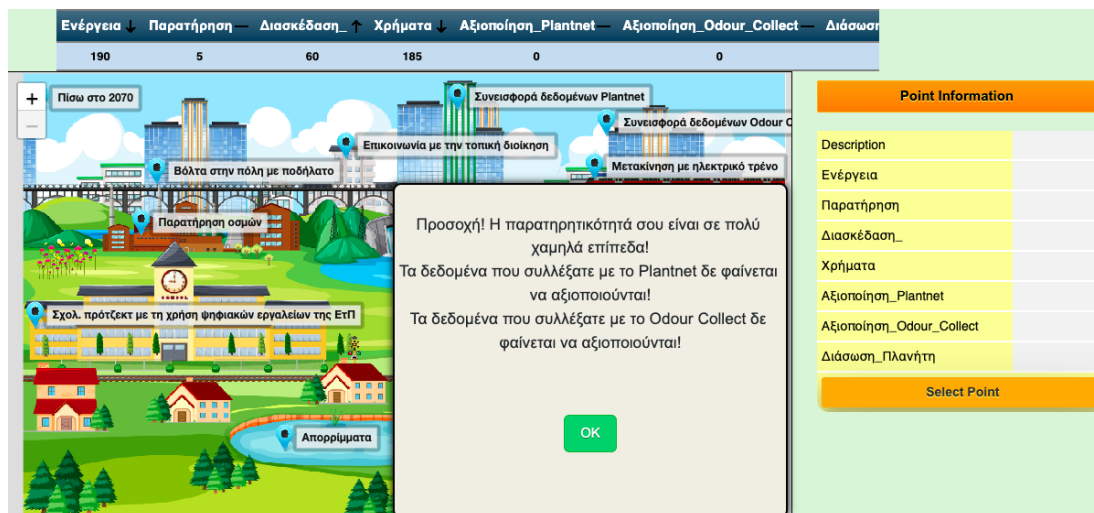 Ενέργεια ↓ Παρατήρηση — Διασκέδαση_ ↑ Χρήματα ↓ Αξιοποίηση_Plantnet — Αξιοποίηση_Odour_Collect — Διάσωσ
190 5 60 185 0 0
+
−
Πίσω στο 2070
Συνεισφορά δεδομένων Plantnet
Συνεισφορά δεδομένων Odour C
Επικοινωνία με την τοπική διοίκηση
Βόλτα στην πόλη με ποδήλατο
Μετακίνηση με ηλεκτρικό τρένο
Παρατήρηση οσμών
SCHOOL
Σχολ. πρότζεκτ με τη χρήση ψηφιακών εργαλείων της ΕτΠ
Απορρίμματα
Προσοχή! Η παρατηρητικότητά σου είναι σε πολύ
χαμηλά επίπεδα!
Τα δεδομένα που συλλέξατε με το Plantnet δε φαίνεται
να αξιοποιούνται!
Τα δεδομένα που συλλέξατε με το Odour Collect δε
φαίνεται να αξιοποιούνται!
OK
Point Information
Description
Ενέργεια
Παρατήρηση
Διασκέδαση_
Χρήματα
Αξιοποίηση_Plantnet
Αξιοποίηση_Odour_Collect
Διάσωση_Πλανήτη
Select Point